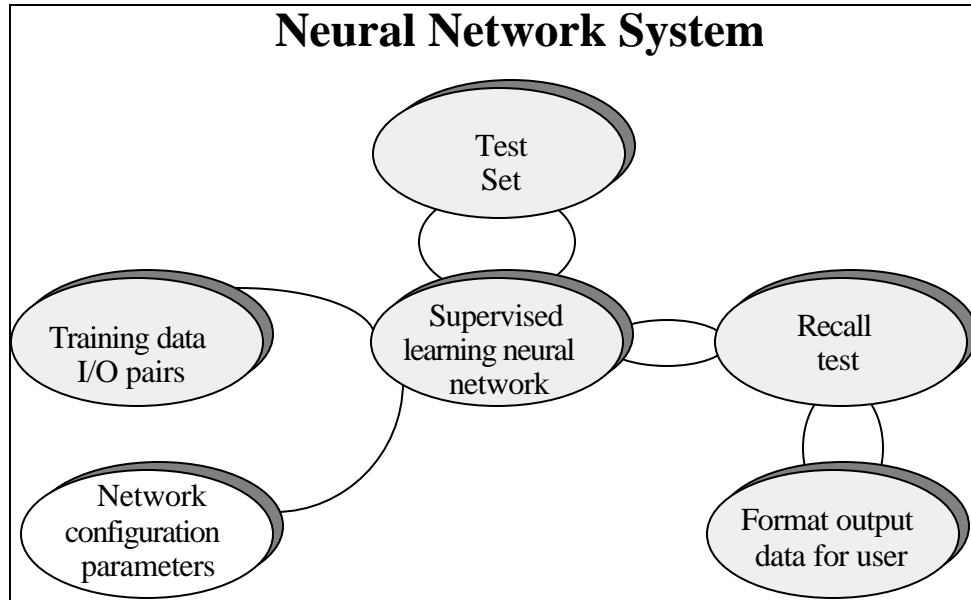 Neural Network System
Test
Set
Training data
I/O pairs
Supervised
learning neural
network
Recall
test
Network
configuration
parameters
Format output
data for user